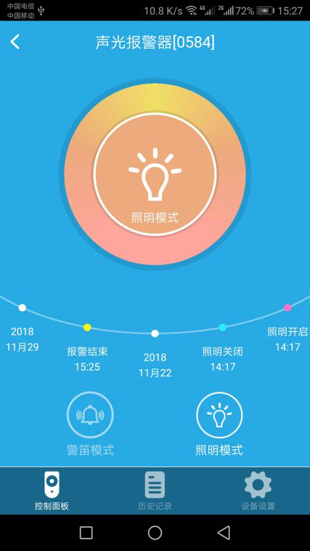 中国电信
中国移动
10.8 K/s 4G 2G 72% 15:27
声光报警器[0584]
照明模式
2018
11月29
报警结束
15:25
2018
11月22
照明关闭
14:17
照明开启
14:17
警笛模式
照明模式
控制面板
历史记录
设备设置